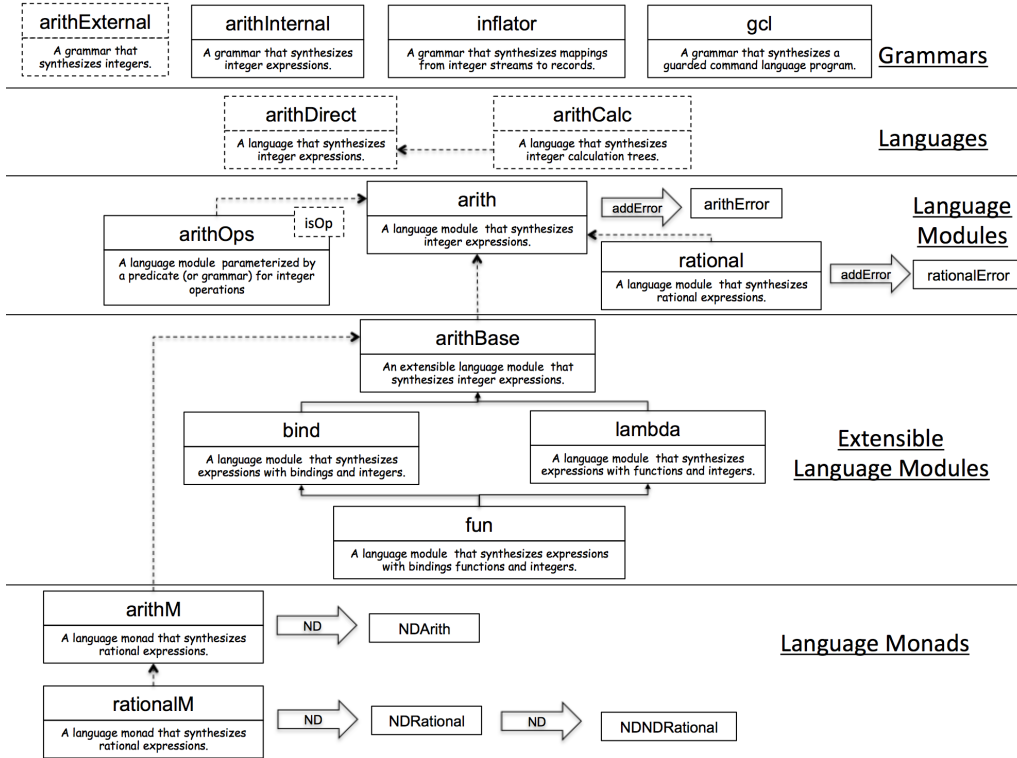 arithExternal
A grammar that
synthesizes integers.
arithInternal
A grammar that synthesizes
integer expressions.
inflator
A grammar that synthesizes mappings
from integer streams to records.
gcl
A grammar that synthesizes a
guarded command language program.
Grammars
arithDirect
A language that synthesizes
integer expressions.
arithCalc
A language that synthesizes
integer calculation trees.
Languages
arithOps
isOp
A language module parameterized by
a predicate (or grammar) for integer
operations
arith
A language module that synthesizes
integer expressions.
addError
arithError
rational
A language module that synthesizes
rational expressions.
addError
rationalError
Language
Modules
arithBase
An extensible language module that
synthesizes integer expressions.
bind
A language module that synthesizes
expressions with bindings and integers.
lambda
A language module that synthesizes
expressions with functions and integers.
fun
A language module that synthesizes expressions
with bindings functions and integers.
Extensible
Language Modules
arithM
A language monad that synthesizes
rational expressions.
ND
NDArith
Language Monads
rationalM
A language monad that synthesizes
rational expressions.
ND
NDRational
ND
NDNDRational